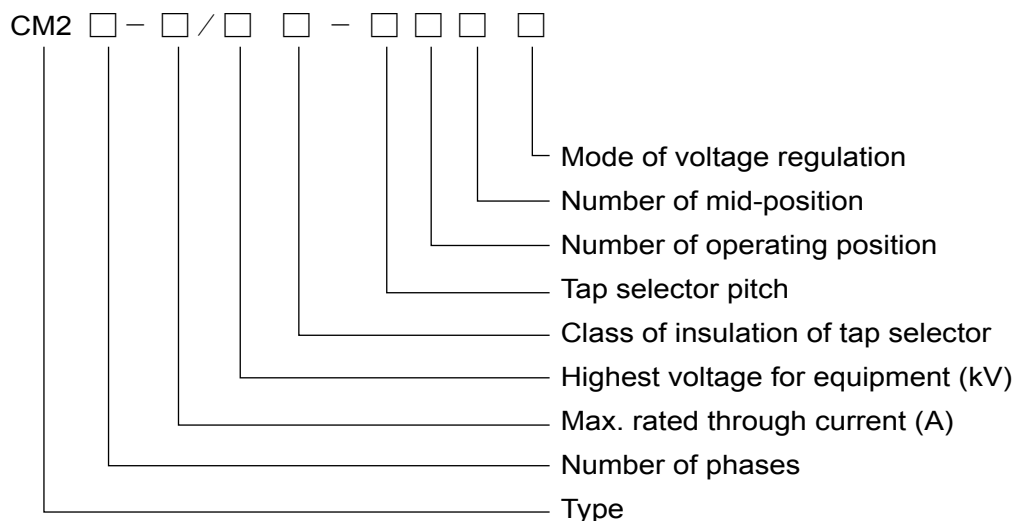 CM2 □ - □ / □ □ - □ □ □ □
Mode of voltage regulation
Number of mid-position
Number of operating position
Tap selector pitch
Class of insulation of tap selector
Highest voltage for equipment (kV)
Max. rated through current (A)
Number of phases
Type